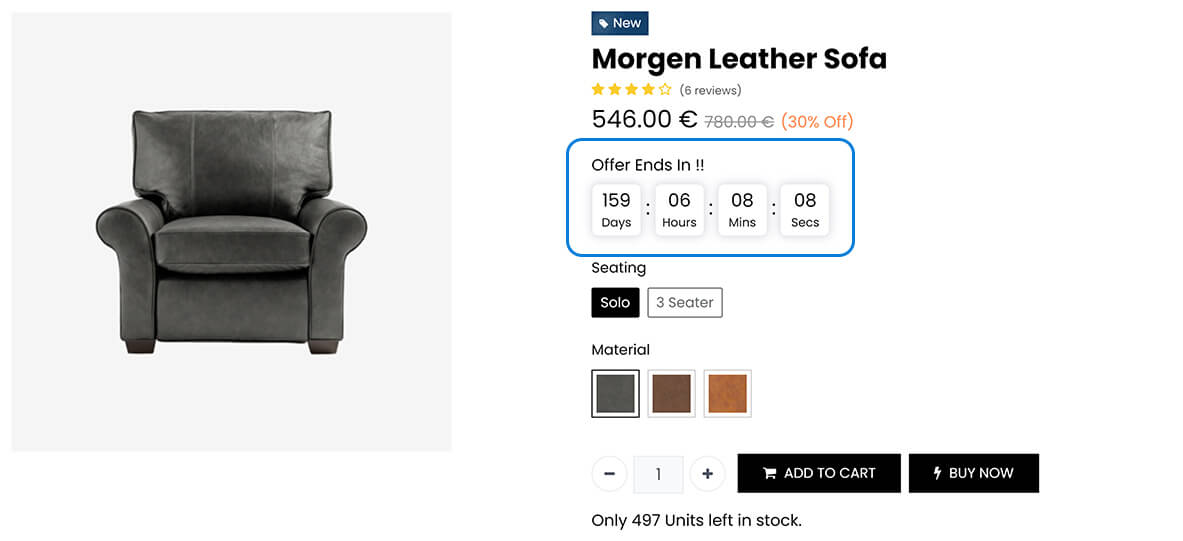 New
Morgen Leather Sofa
(6 reviews)
546.00 € 780.00 € (30% Off)
Offer Ends In !!
159 : 06 : 08 : 08
Days Hours Mins Secs
Seating
Solo 3 Seater
Material
− 1 + ADD TO CART BUY NOW
Only 497 Units left in stock.